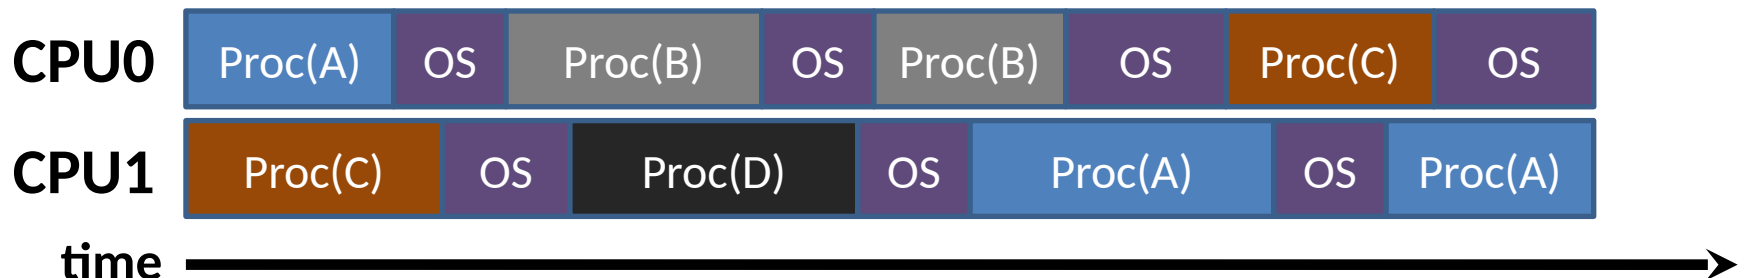 CPU0 Proc(A) OS Proc(B) OS Proc(B) OS Proc(C) OS
CPU1 Proc(C) OS Proc(D) OS Proc(A) OS Proc(A)
time